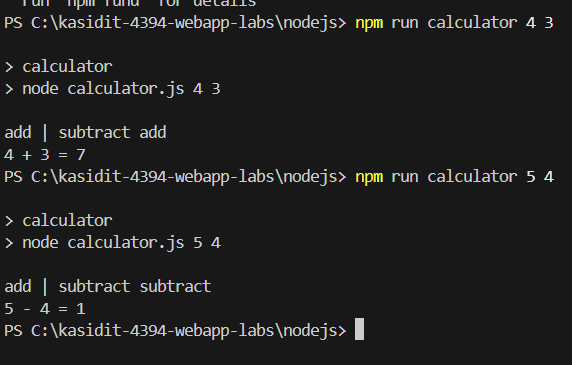 run `npm fund` for details
PS C:\kasidit-4394-webapp-labs\nodejs> npm run calculator 4 3
> calculator
> node calculator.js 4 3
add | subtract add
4 + 3 = 7
PS C:\kasidit-4394-webapp-labs\nodejs> npm run calculator 5 4
> calculator
> node calculator.js 5 4
add | subtract subtract
5 - 4 = 1
PS C:\kasidit-4394-webapp-labs\nodejs>